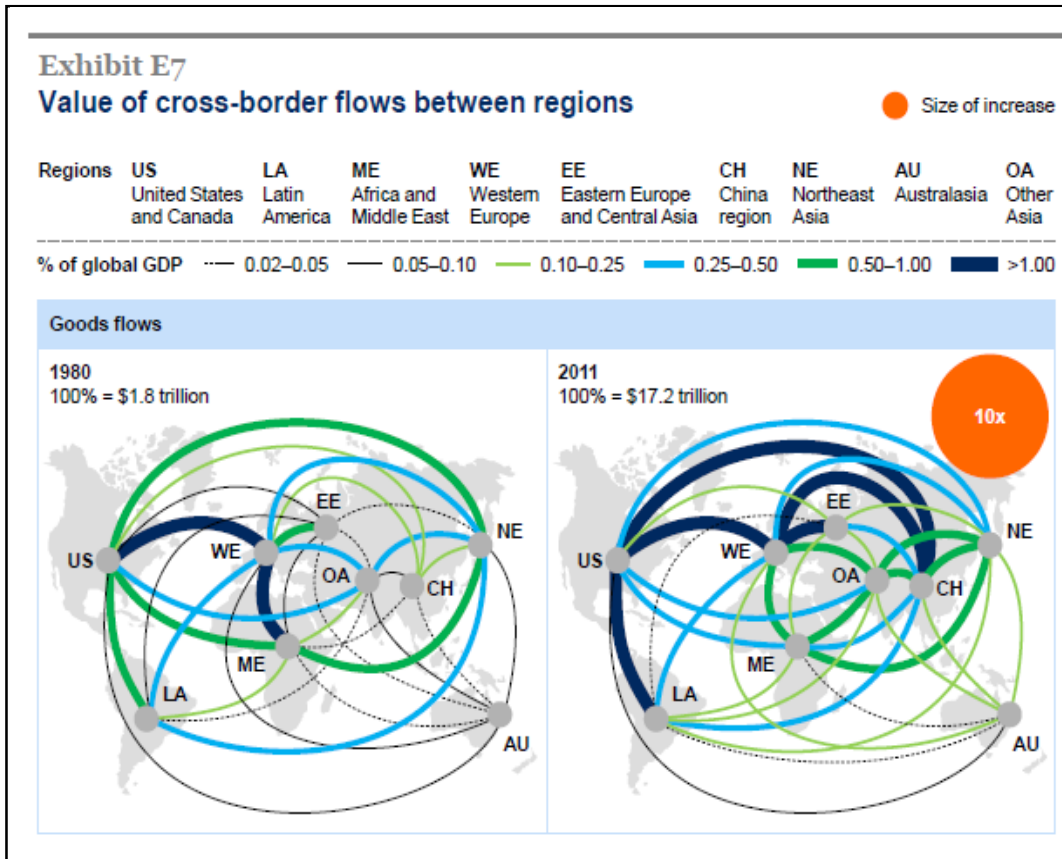 Exhibit E7
Value of cross-border flows between regions
Size of increase
Regions US LA ME WE EE CH NE AU OA
United States Latin Africa and Western Eastern Europe China Northeast Australasia Other
and Canada America Middle East Europe and Central Asia region Asia Asia
% of global GDP 0.02–0.05 0.05–0.10 0.10–0.25 0.25–0.50 0.50–1.00 >1.00
Goods flows
1980
100% = $1.8 trillion
EE
NE
WE
US
OA
CH
ME
LA
AU
2011
100% = $17.2 trillion
10x
EE
NE
WE
US
OA
CH
ME
LA
AU